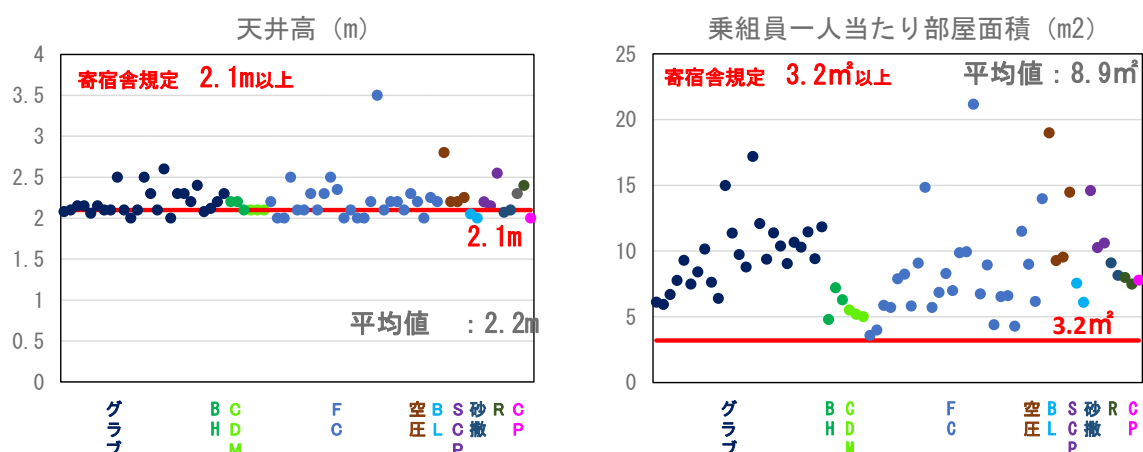 天井高 (m)
4
3.5
3
2.5
2
1.5
1
0.5
0
寄宿舎規定 2.1m以上
2.1m
平均値 :2.2m
グラブ
BH
CDM
FC
空圧
BL
SCP
砂撒
R
CP
乗組員一人当たり部屋面積 (m2)
25
20
15
10
5
0
寄宿舎規定 3.2㎡以上
平均値:8.9㎡
3.2㎡
グラブ
BH
CDM
FC
空圧
BL
SCP
砂撒
R
CP